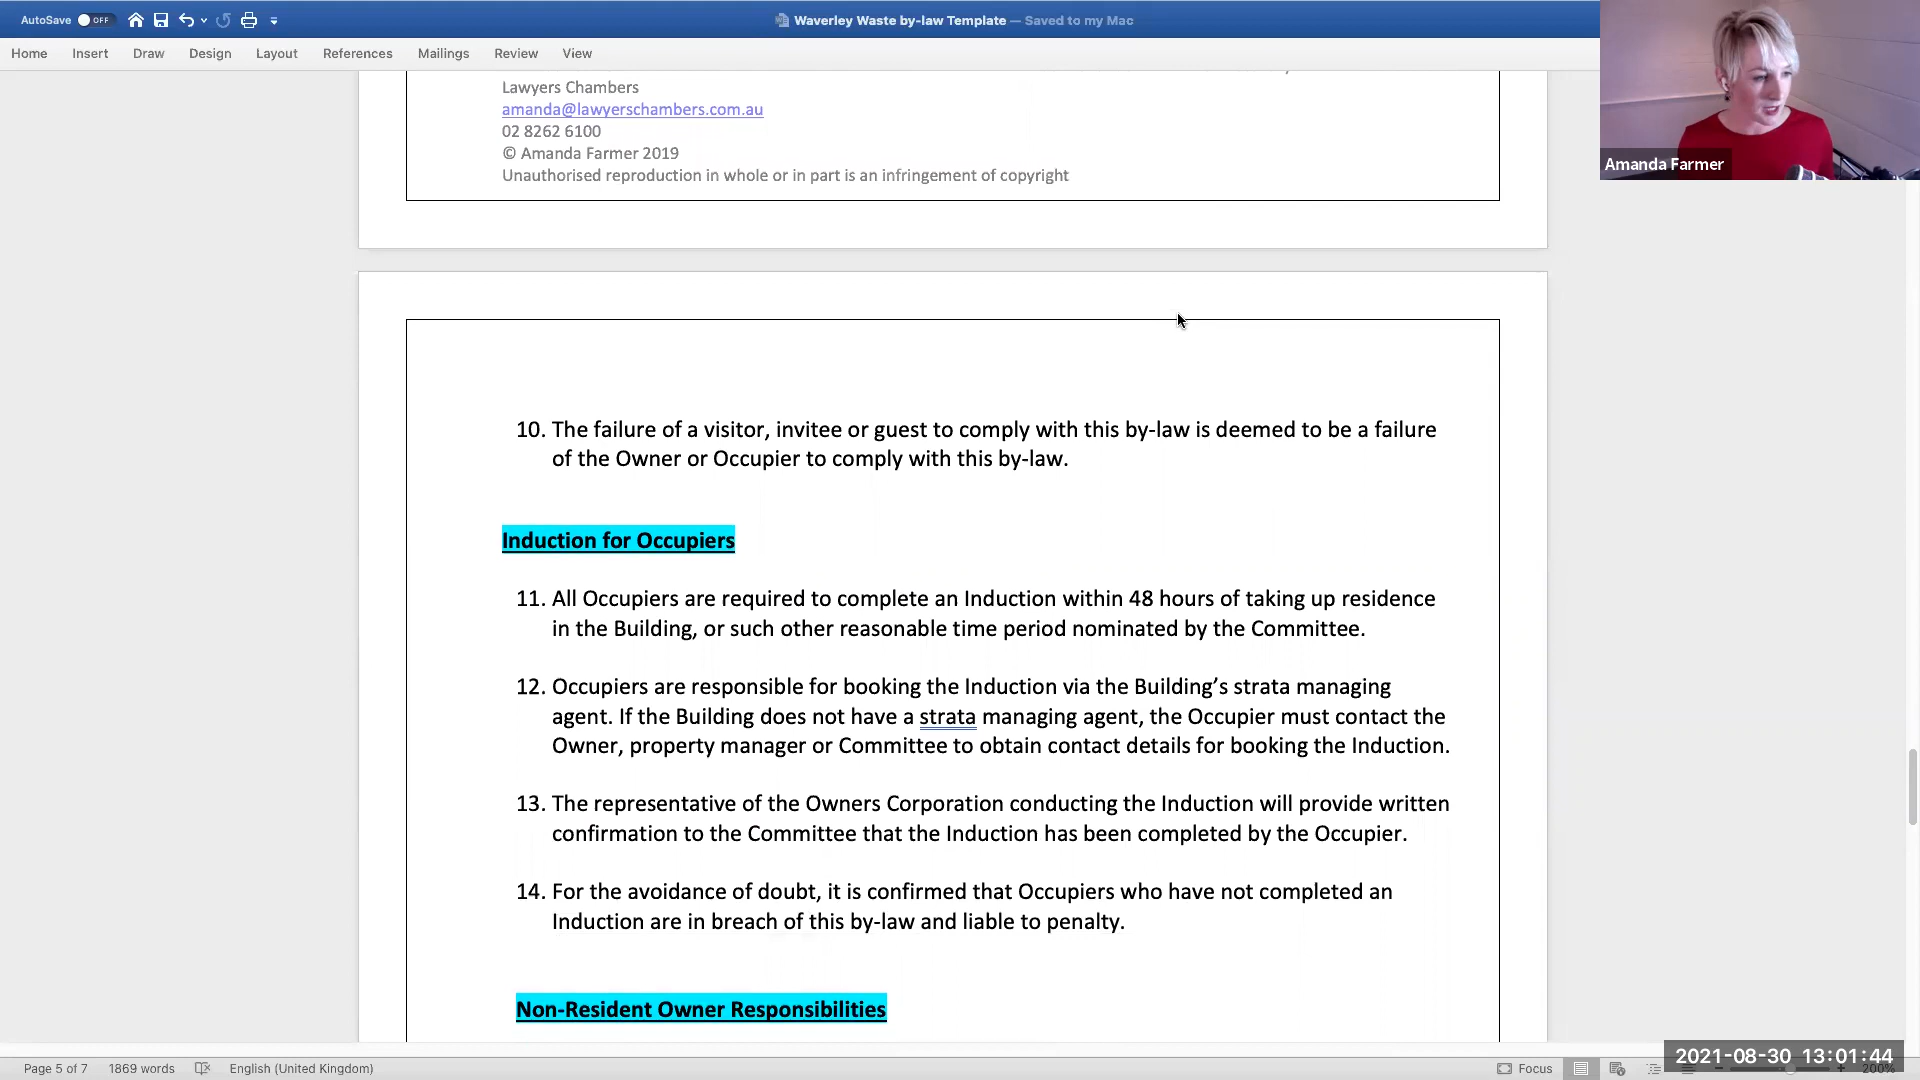 AutoSave OFF
Waverley Waste by-law Template — Saved to my Mac
Home Insert Draw Design Layout References Mailings Review View
Amanda Farmer
Lawyers Chambers
amanda@lawyerschambers.com.au
02 8262 6100
© Amanda Farmer 2019
Unauthorised reproduction in whole or in part is an infringement of copyright
10. The failure of a visitor, invitee or guest to comply with this by-law is deemed to be a failure
of the Owner or Occupier to comply with this by-law.
Induction for Occupiers
11. All Occupiers are required to complete an Induction within 48 hours of taking up residence
in the Building, or such other reasonable time period nominated by the Committee.
12. Occupiers are responsible for booking the Induction via the Building’s strata managing
agent. If the Building does not have a strata managing agent, the Occupier must contact the
Owner, property manager or Committee to obtain contact details for booking the Induction.
13. The representative of the Owners Corporation conducting the Induction will provide written
confirmation to the Committee that the Induction has been completed by the Occupier.
14. For the avoidance of doubt, it is confirmed that Occupiers who have not completed an
Induction are in breach of this by-law and liable to penalty.
Non-Resident Owner Responsibilities
Page 5 of 7 1869 words English (United Kingdom) Focus 200%
2021-08-30 13:01:44